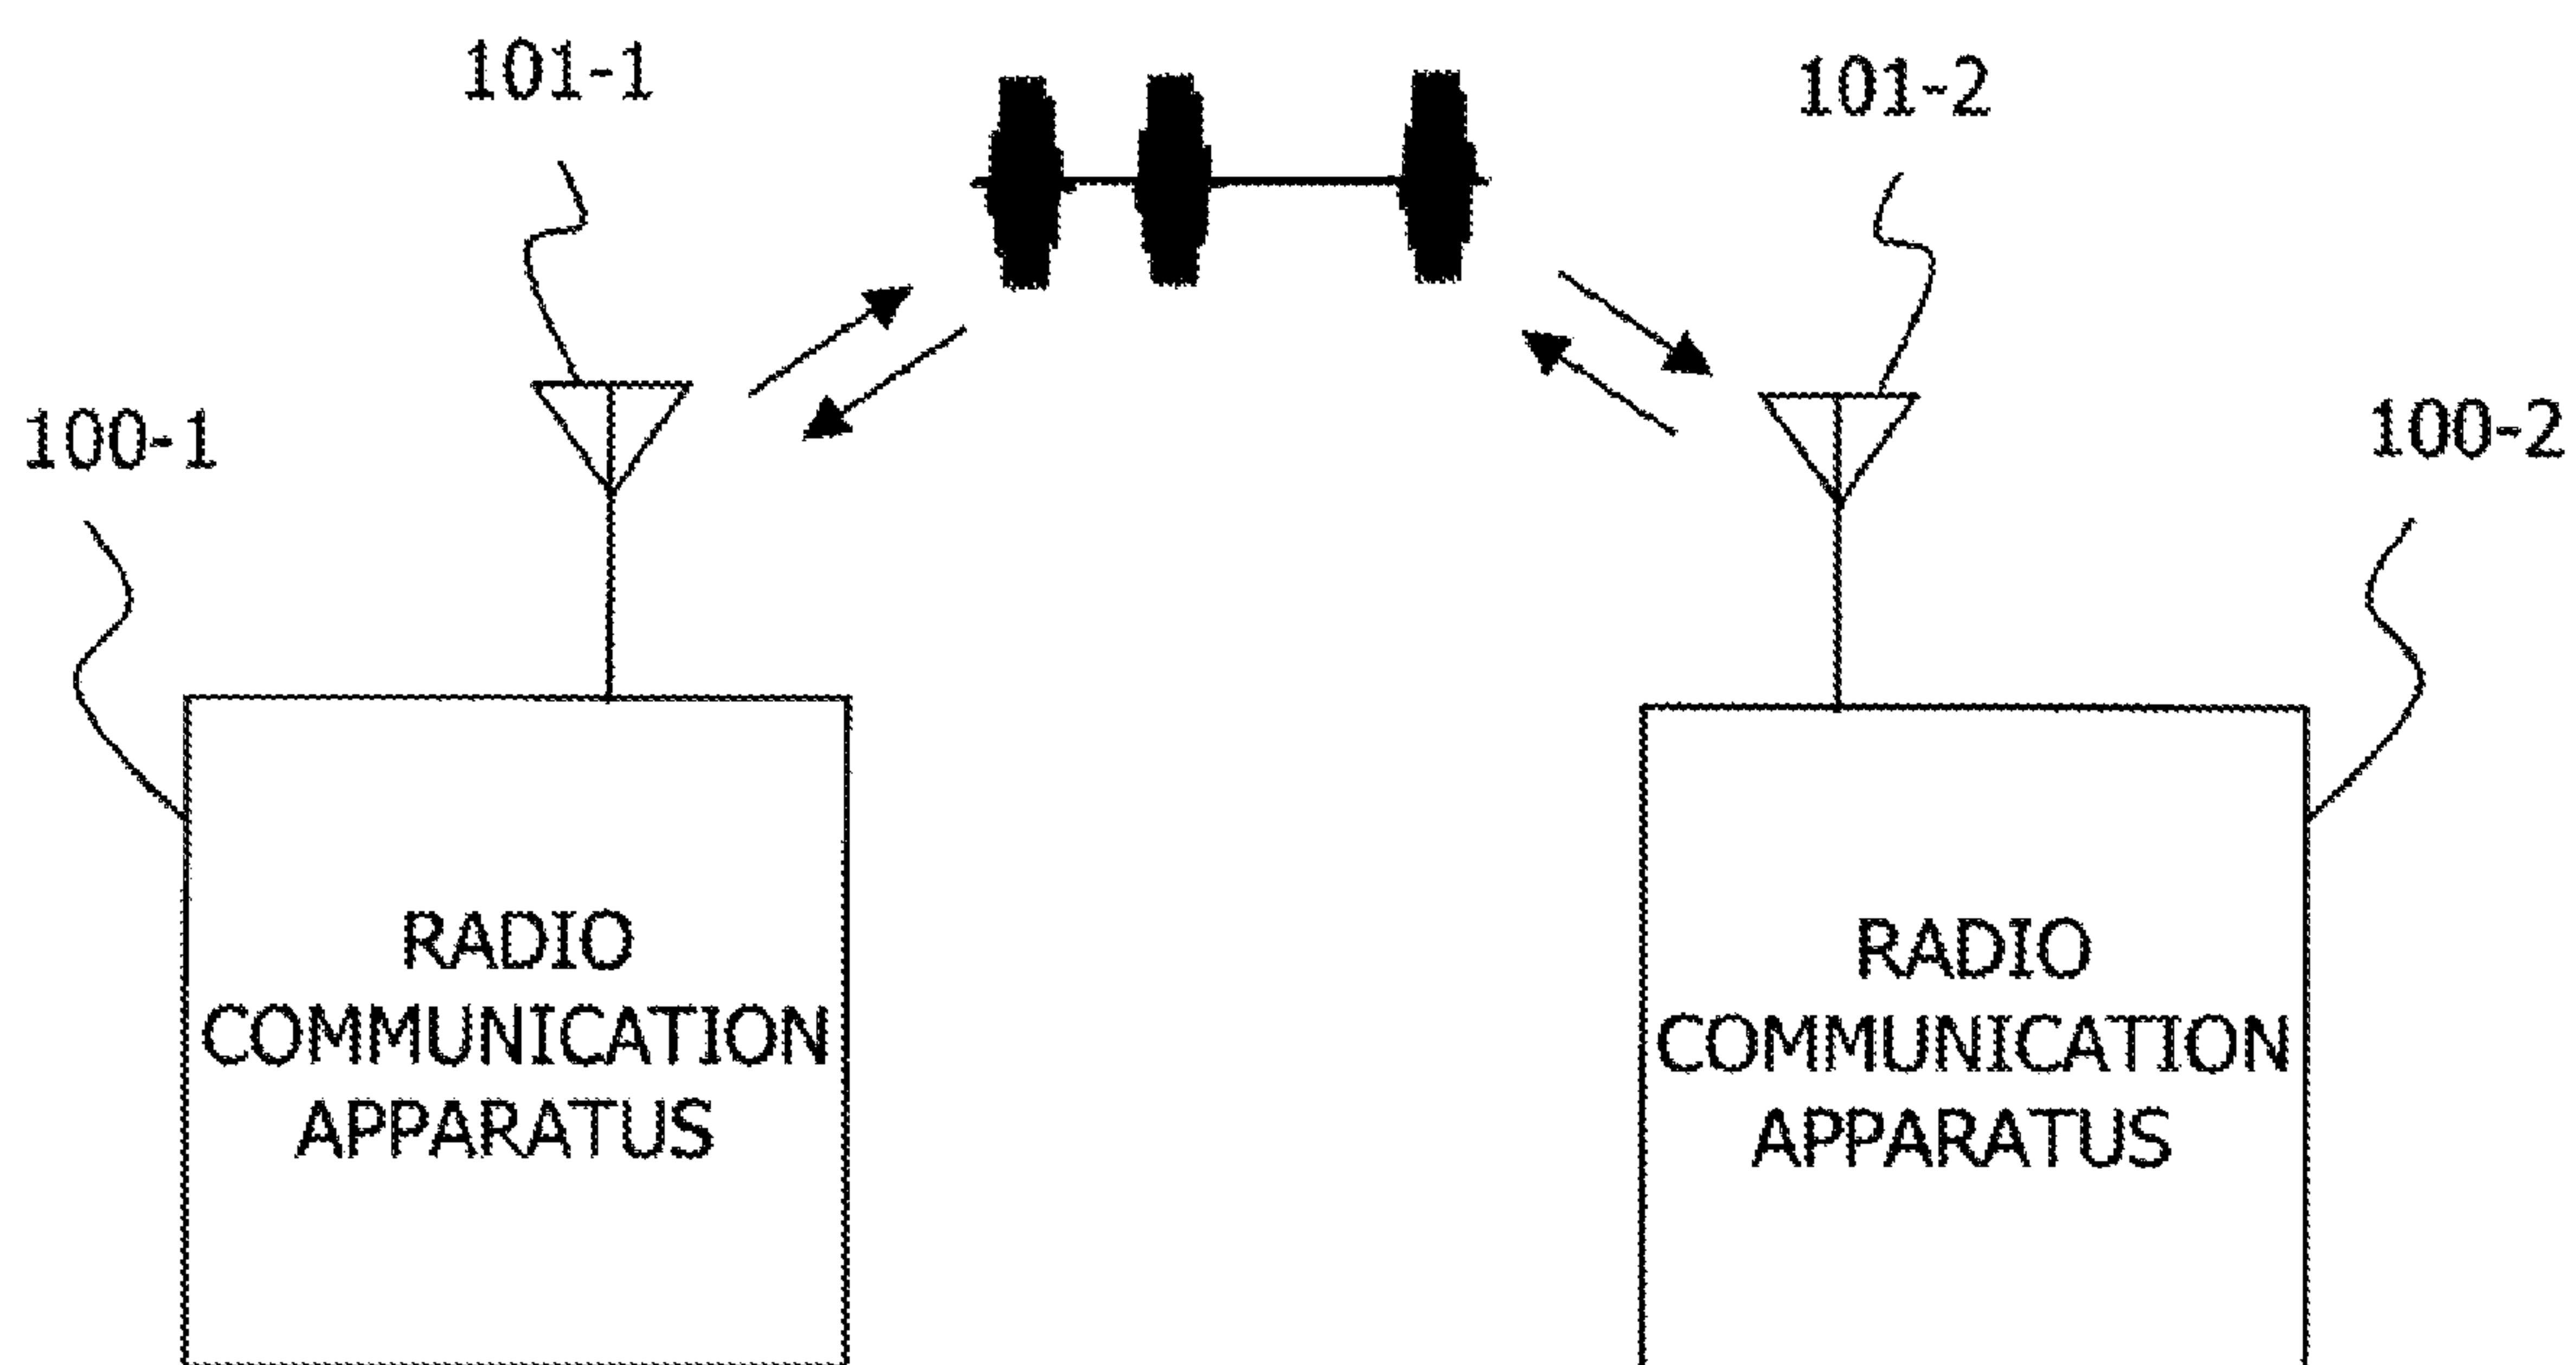 101-1
101-2
100-1
100-2
RADIO
COMMUNICATION
APPARATUS
RADIO
COMMUNICATION
APPARATUS